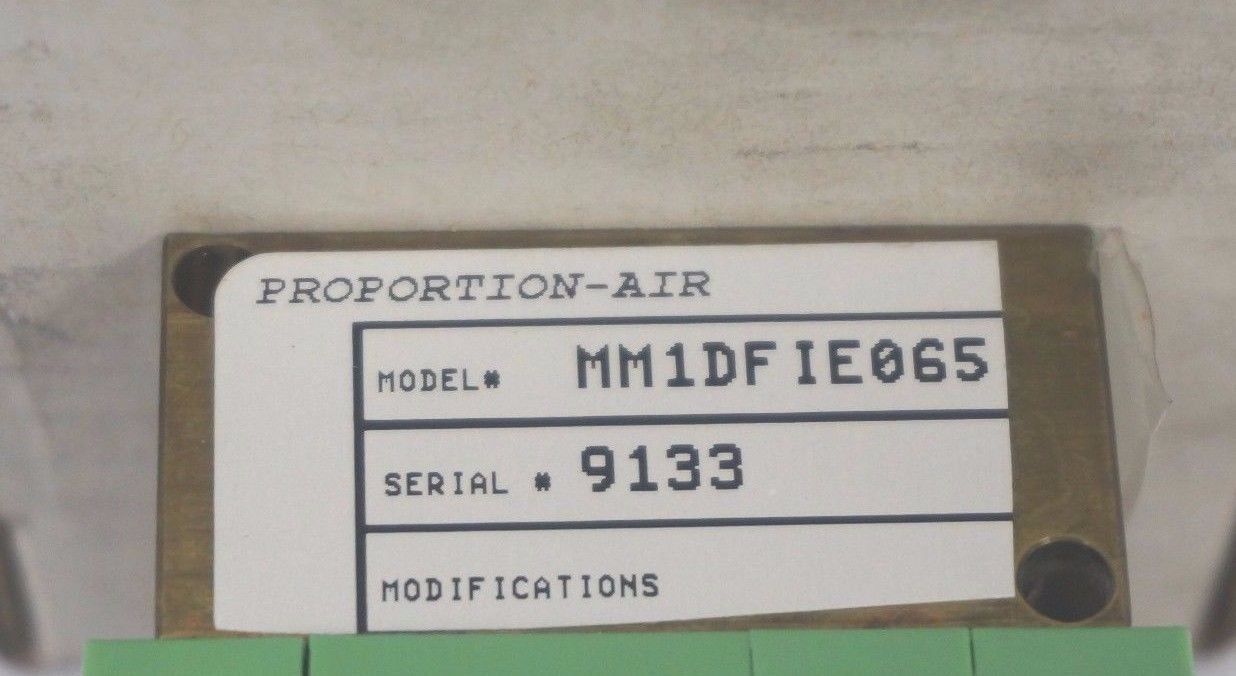 PROPORTION-AIR
MODEL# MM1DFIE065
SERIAL # 9133
MODIFICATIONS